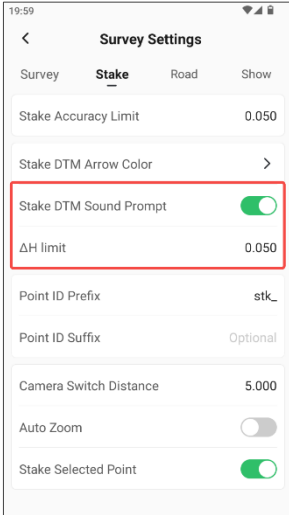 19:59
Survey Settings
Survey Stake Road Show
Stake Accuracy Limit 0.050
Stake DTM Arrow Color
Stake DTM Sound Prompt
ΔH limit 0.050
Point ID Prefix stk_
Point ID Suffix Optional
Camera Switch Distance 5.000
Auto Zoom
Stake Selected Point